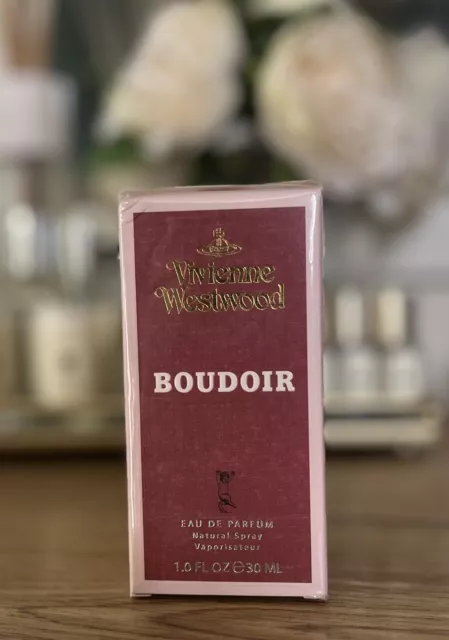 Vivienne
Westwood
BOUDOIR
EAU DE PARFUM
Natural Spray
Vaporisateur
1.0 FL OZ ℮ 30 ML